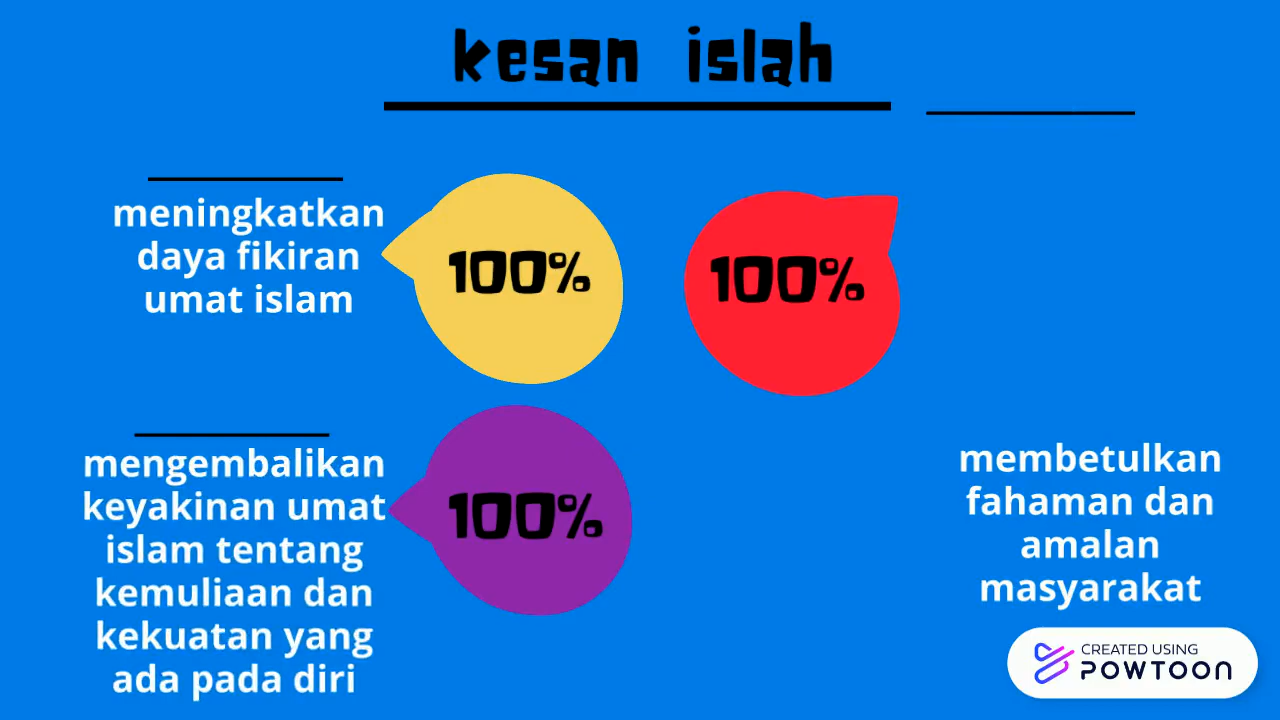 kesan islah
meningkatkan
daya fikiran
umat islam
100%
100%
mengembalikan
keyakinan umat
islam tentang
kemuliaan dan
kekuatan yang
ada pada diri
100%
membetulkan
fahaman dan
amalan
masyarakat
CREATED USING
POWTOON